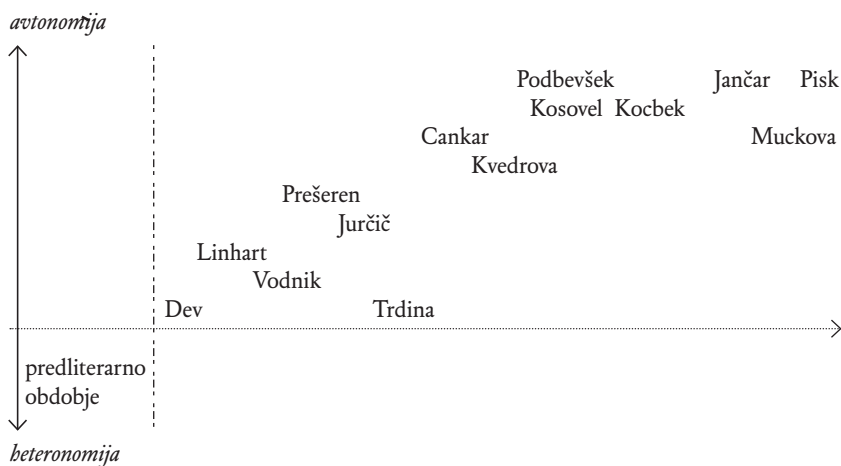 avtonomija
Podbevšek Jančar Pisk
Kosovel Kocbek
Cankar Muckova
Kvedrova
Prešeren
Jurčič
Linhart
Vodnik
Dev Trdina
predliterarno
obdobje
heteronomija